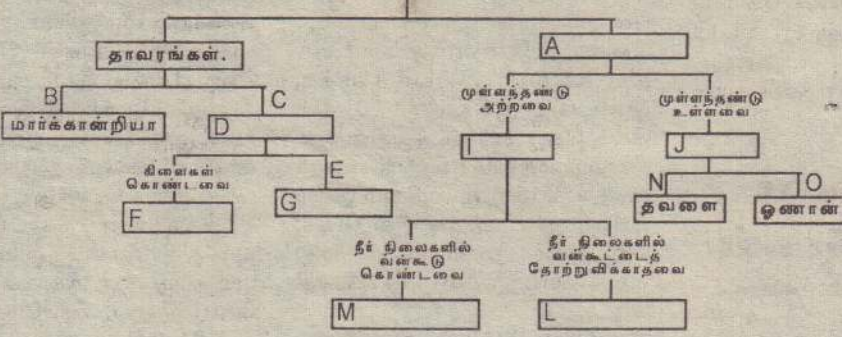 தாவரங்கள்.
A
B
C
முள்ளந்தண்டு
அற்றவை
முள்ளந்தண்டு
உள்ளவை
மார்க்கான்றியா
D
I
J
கிளைகள்
கொண்டவை
E
N
O
F
G
தவளை
ஓணான்
நீர் நிலைகளில்
வன்கூடு
கொண்டவை
நீர் நிலைகளில்
வன்கூட்டைத்
தோற்றுவிக்காதவை
M
L